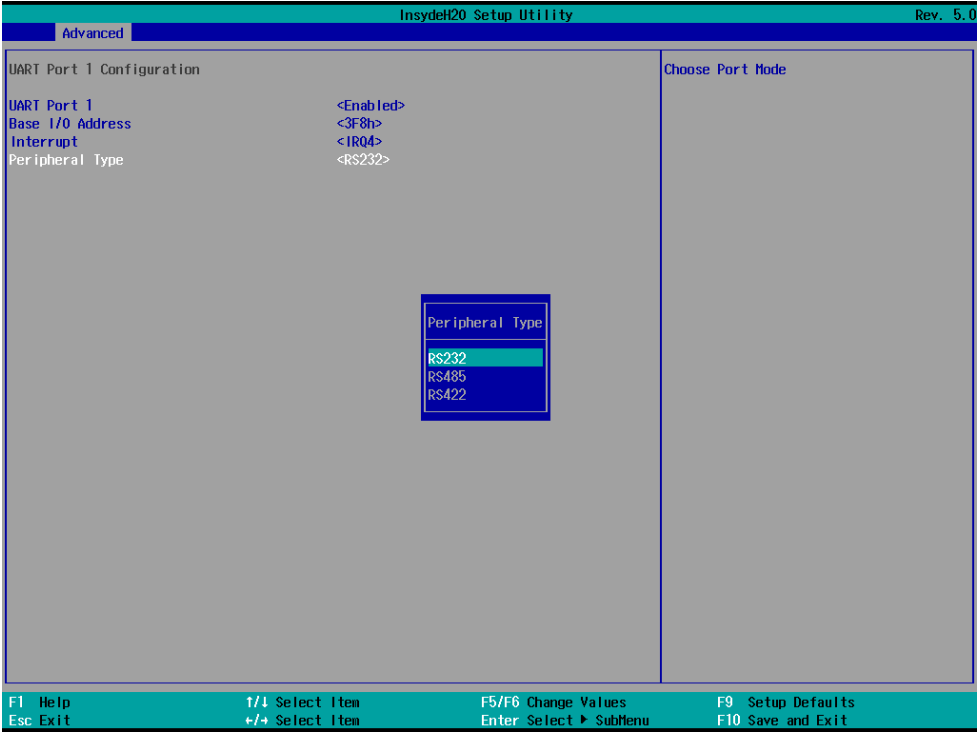 InsydeH20 Setup Utility Rev. 5.0
Advanced
UART Port 1 Configuration
Choose Port Mode
UART Port 1 <Enabled>
Base I/O Address <3F8h>
Interrupt <IRQ4>
Peripheral Type <RS232>
Peripheral Type
RS232
RS485
RS422
F1 Help ↑/↓ Select Item F5/F6 Change Values F9 Setup Defaults
Esc Exit ←/→ Select Item Enter Select ▶ SubMenu F10 Save and Exit